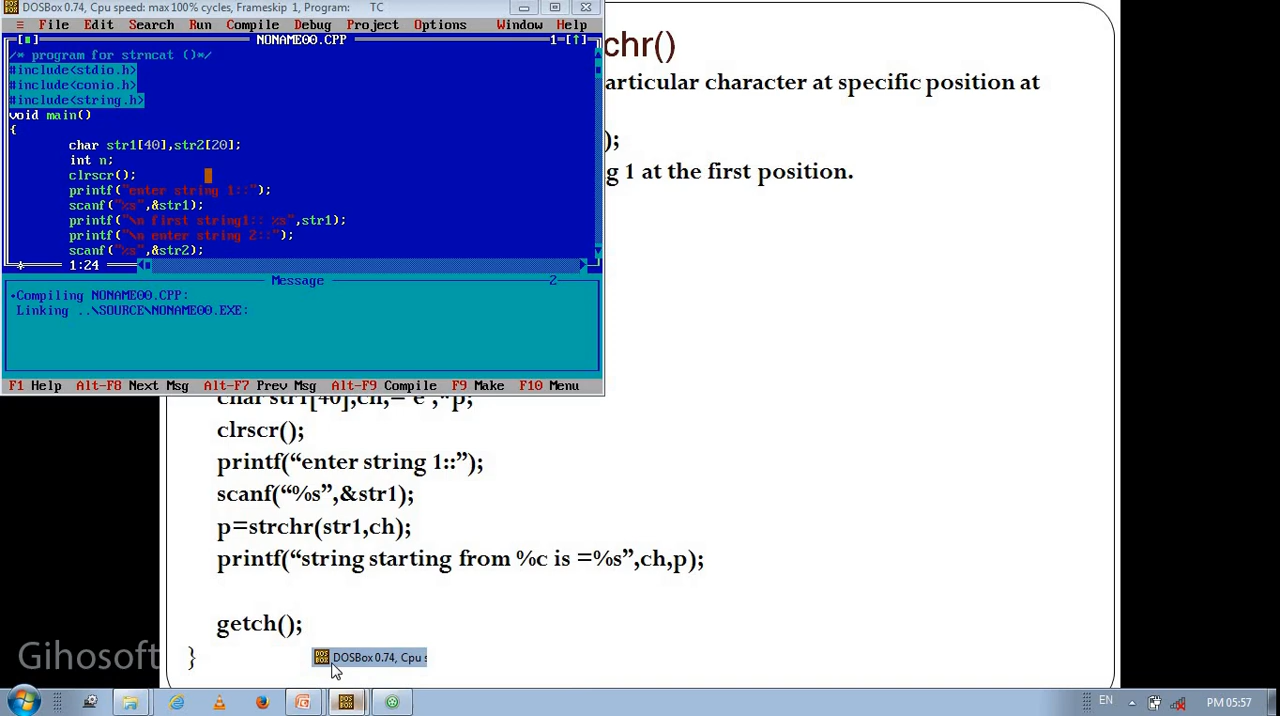 DOSBox 0.74, Cpu speed: max 100% cycles, Frameskip 1, Program: TC
≡ File Edit Search Run Compile Debug Project Options Window Help
NONAME00.CPP 1=[↑]
/* program for strncat ()*/
#include<stdio.h>
#include<conio.h>
#include<string.h>
void main()
{
char str1[40],str2[20];
int n;
clrscr();
printf("enter string 1::");
scanf("%s",&str1);
printf("\n first string1:: %s",str1);
printf("\n enter string 2::");
scanf("%s",&str2);
1:24
Message 2
•Compiling NONAME00.CPP:
Linking ..\SOURCE\NONAME00.EXE:
F1 Help Alt-F8 Next Msg Alt-F7 Prev Msg Alt-F9 Compile F9 Make F10 Menu
chr()
articular character at specific position at
);
g 1 at the first position.
char str1[40],ch,='e',*p;
clrscr();
printf(“enter string 1::”);
scanf(“%s”,&str1);
p=strchr(str1,ch);
printf(“string starting from %c is =%s”,ch,p);
getch();
}
Gihosoft
DOSBox 0.74, Cpu s
EN
PM 05:57